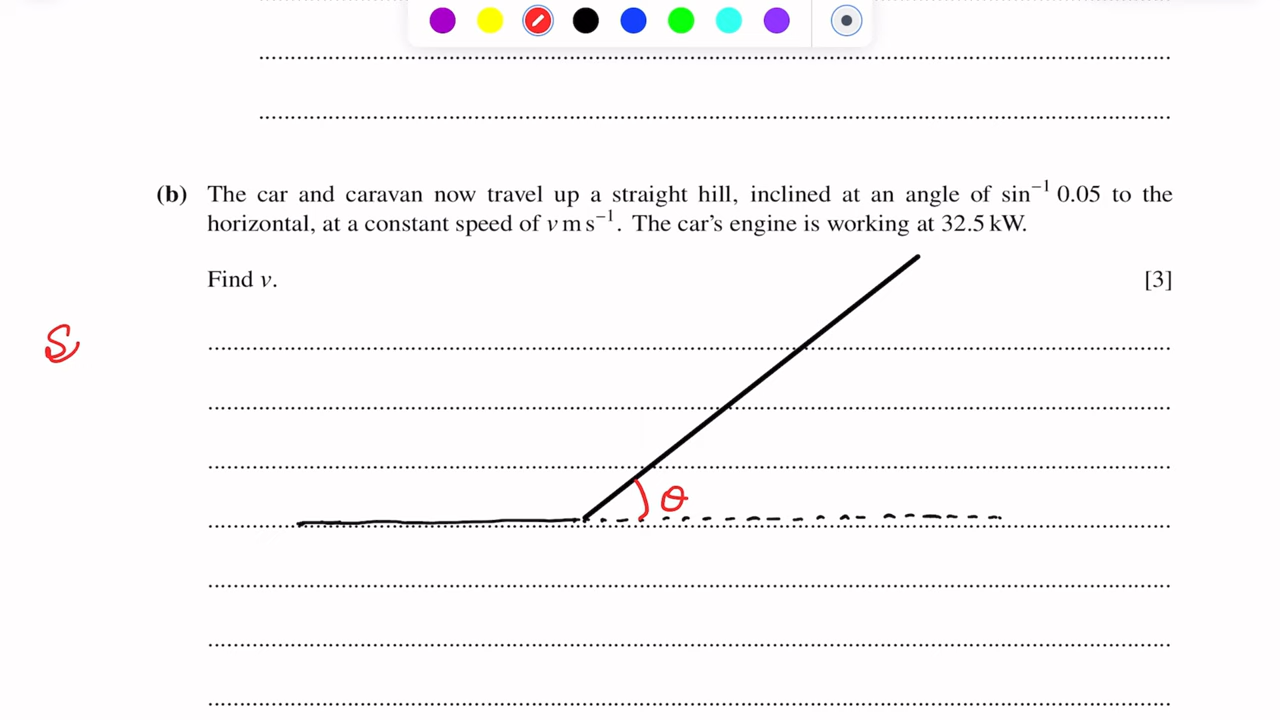 (b) The car and caravan now travel up a straight hill, inclined at an angle of sin⁻¹ 0.05 to the
horizontal, at a constant speed of v m s⁻¹. The car's engine is working at 32.5 kW.
Find v. [3]
S
θ